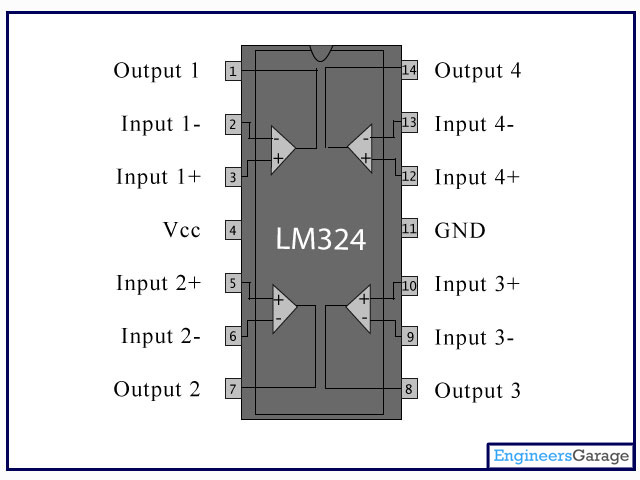 Output 1 1 14 Output 4
Input 1- 2 - - 13 Input 4-
Input 1+ 3 + + 12 Input 4+
Vcc 4 LM324 11 GND
Input 2+ 5 + + 10 Input 3+
Input 2- 6 - - 9 Input 3-
Output 2 7 8 Output 3
EngineersGarage